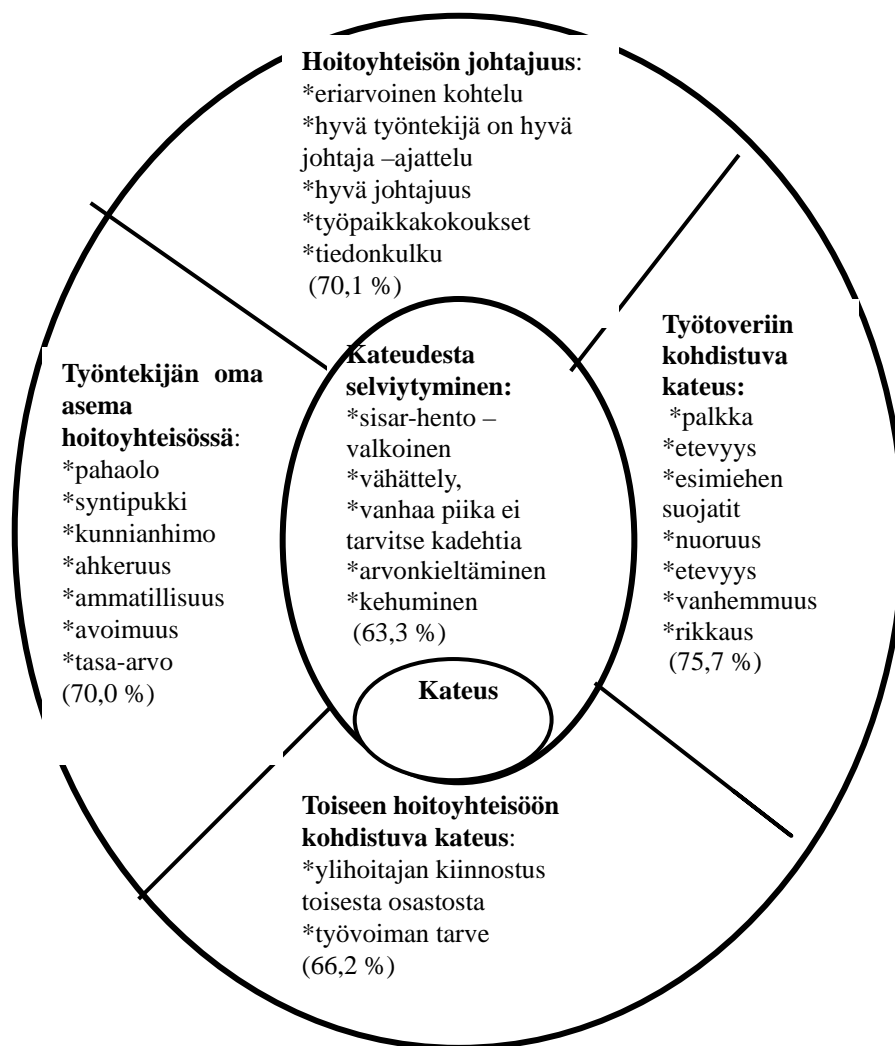 Hoitoyhteisön johtajuus:
*eriarvoinen kohtelu
*hyvä työntekijä on hyvä
johtaja –ajattelu
*hyvä johtajuus
*työpaikkakokoukset
*tiedonkulku
(70,1 %)
Työntekijän oma
asema
hoitoyhteisössä:
*pahaolo
*syntipukki
*kunnianhimo
*ahkeruus
*ammatillisuus
*avoimuus
*tasa-arvo
(70,0 %)
Kateudesta
selviytyminen:
*sisar-hento –
valkoinen
*vähättely,
*vanhaa piika ei
tarvitse kadehtia
*arvonkieltäminen
*kehuminen
(63,3 %)
Kateus
Työtoveriin
kohdistuva
kateus:
*palkka
*etevyys
*esimiehen
suojatit
*nuoruus
*etevyys
*vanhemmuus
*rikkaus
(75,7 %)
Toiseen hoitoyhteisöön
kohdistuva kateus:
*ylihoitajan kiinnostus
toisesta osastosta
*työvoiman tarve
(66,2 %)